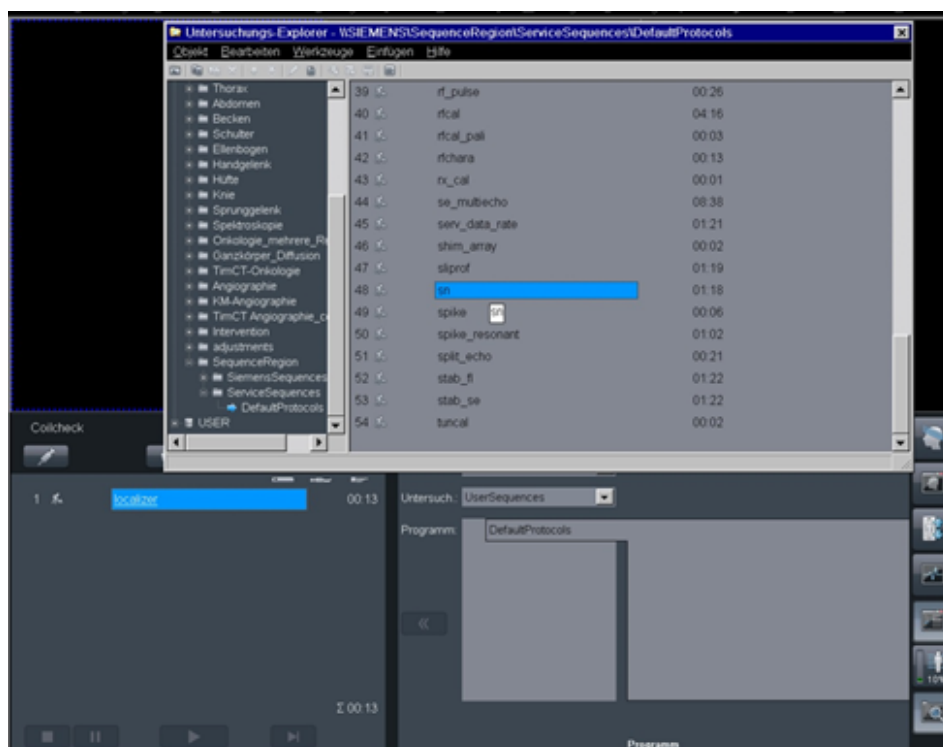 Untersuchungs-Explorer - \\SIEMENS\SequenceRegion\ServiceSequences\DefaultProtocols
Objekt Bearbeiten Werkzeuge Einfügen Hilfe
Thorax
Abdomen
Becken
Schulter
Ellenbogen
Handgelenk
Hüfte
Knie
Sprunggelenk
Spektroskopie
Onkologie_mehrere_Re
Ganzkörper_Diffusion
TimCT-Onkologie
Angiographie
KM-Angiographie
TimCT Angiographie_co
Intervention
adjustments
SequenceRegion
SiemensSequences
ServiceSequences
DefaultProtocols
USER
39 rf_pulse 00:26
40 rfcal 04:16
41 rfcal_pali 00:03
42 rfchara 00:13
43 rx_cal 00:01
44 se_multiecho 08:38
45 serv_data_rate 01:21
46 shim_array 00:02
47 sliprof 01:19
48 sn 01:18
49 spike sn 00:06
50 spike_resonant 01:02
51 split_echo 00:21
52 stab_fl 01:22
53 stab_se 01:22
54 tuncal 00:02
Coilcheck
1 localizer 00:13
Σ 00:13
Untersuch.: UserSequences
Programm: DefaultProtocols
Programm
10%